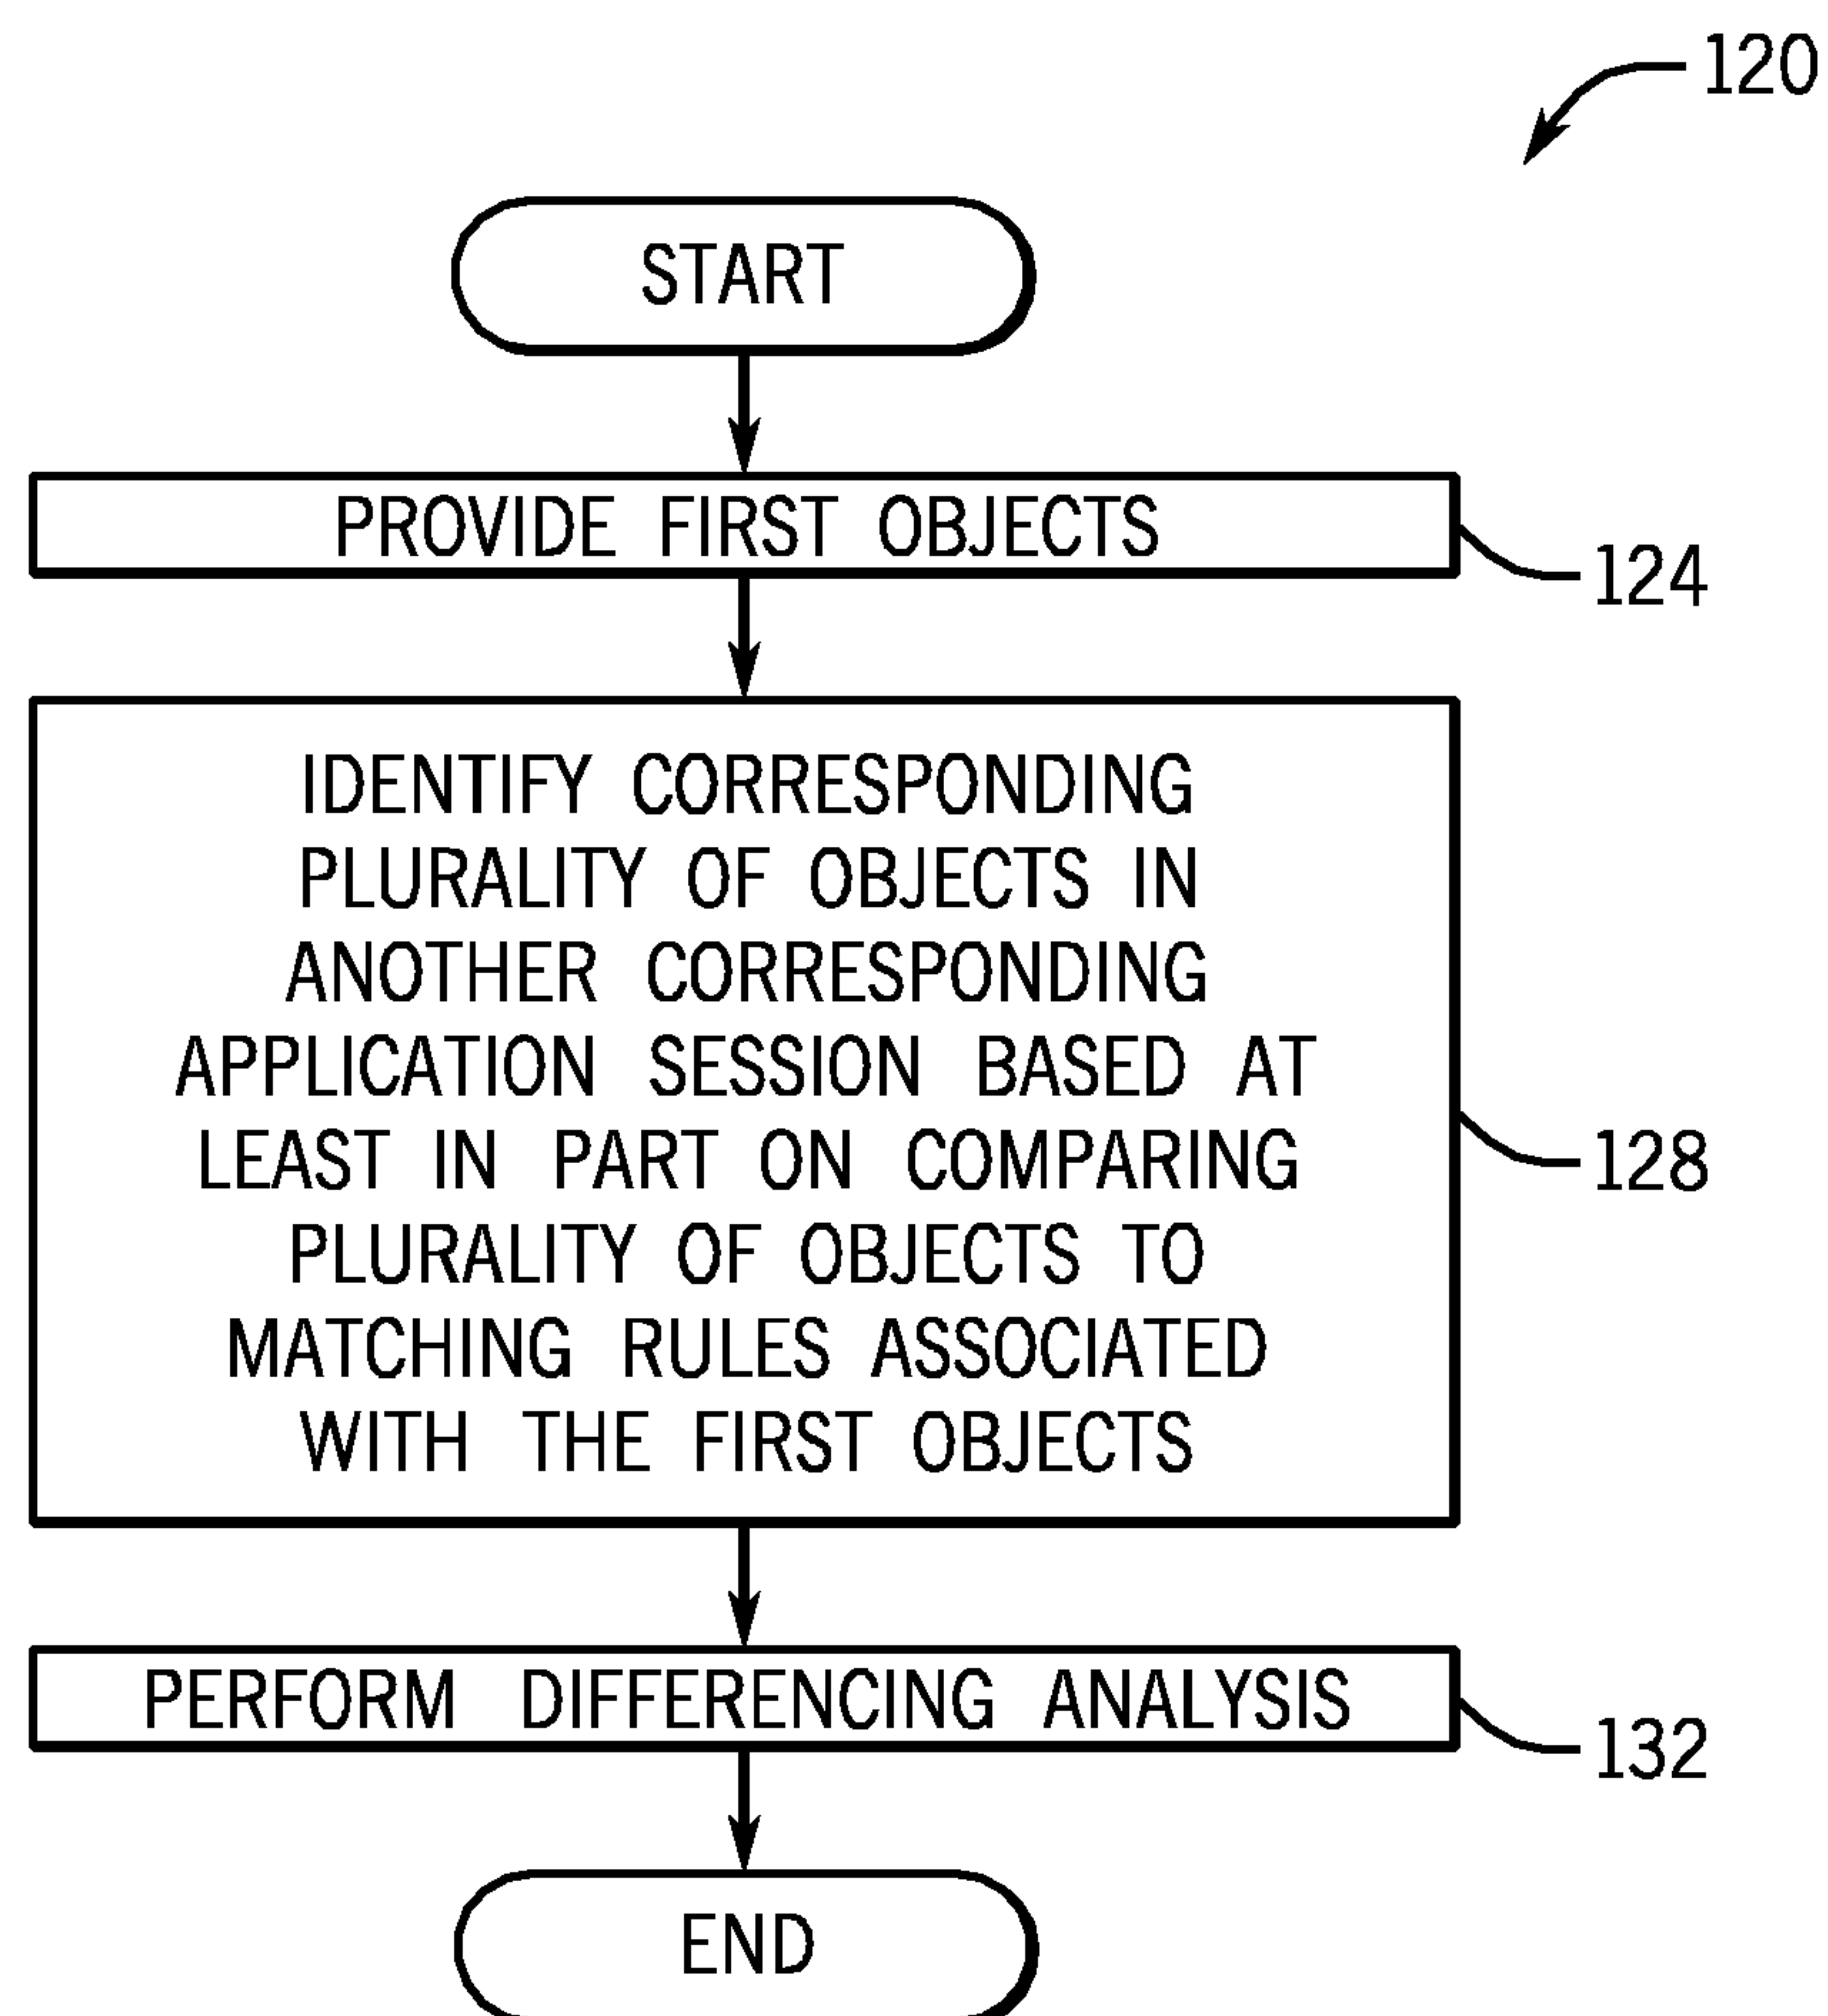 120
START
PROVIDE FIRST OBJECTS
124
IDENTIFY CORRESPONDING
PLURALITY OF OBJECTS IN
ANOTHER CORRESPONDING
APPLICATION SESSION BASED AT
LEAST IN PART ON COMPARING
PLURALITY OF OBJECTS TO
MATCHING RULES ASSOCIATED
WITH THE FIRST OBJECTS
128
PERFORM DIFFERENCING ANALYSIS
132
END